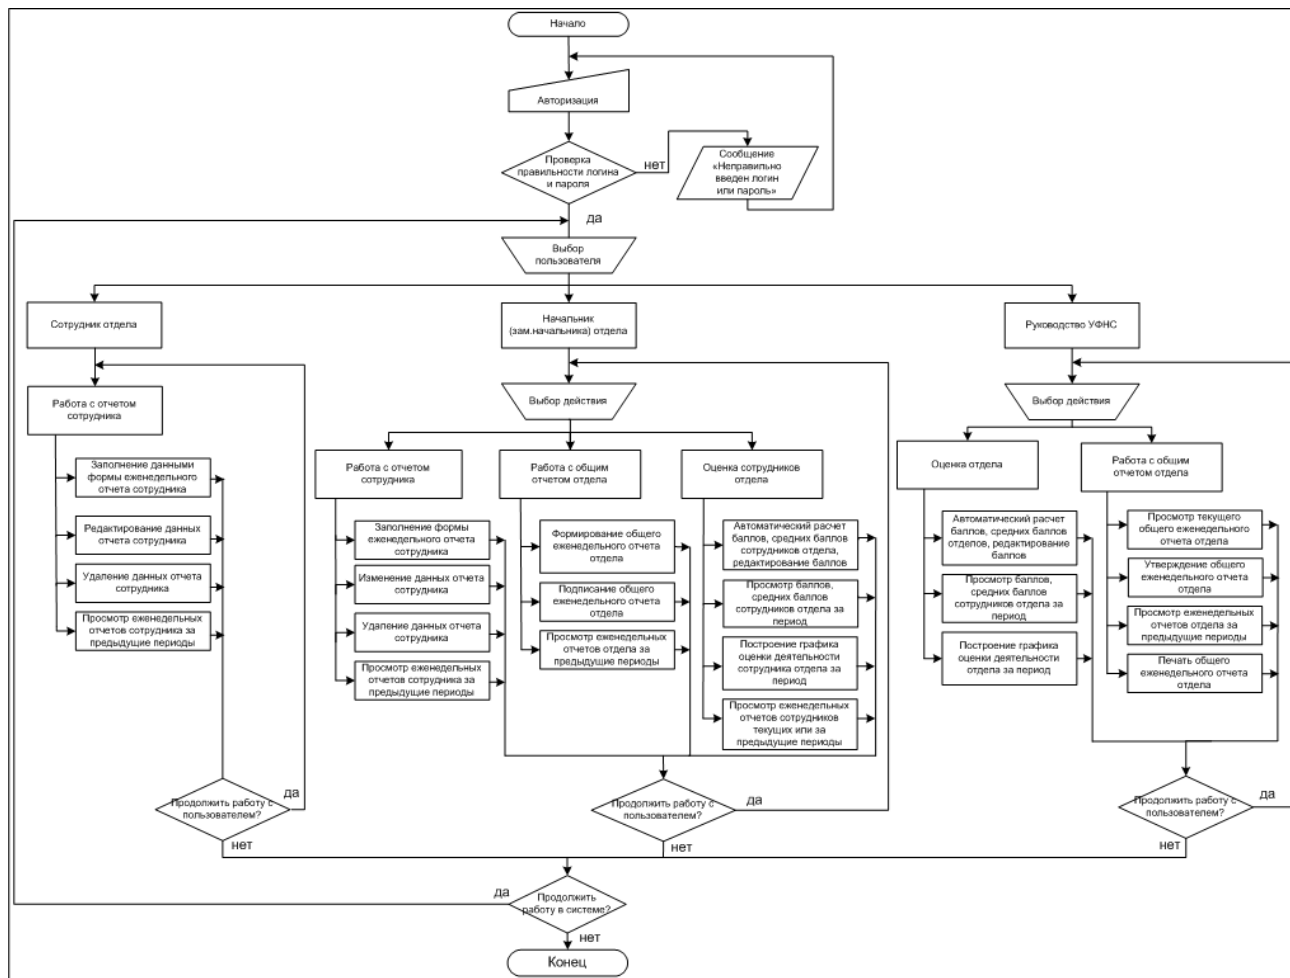 Начало
Авторизация
Проверка
правильности логина
и пароля
нет
Сообщение
«Неправильно
введен логин
или пароль»
да
Выбор
пользователя
Сотрудник отдела
Начальник
(зам.начальника) отдела
Руководство УФНС
Работа с отчетом
сотрудника
Заполнение данными
формы еженедельного
отчета сотрудника
Редактирование данных
отчета сотрудника
Удаление данных отчета
сотрудника
Просмотр еженедельных
отчетов сотрудника за
предыдущие периоды
Выбор действия
Работа с отчетом
сотрудника
Заполнение формы
еженедельного отчета
сотрудника
Изменение данных отчета
сотрудника
Удаление данных отчета
сотрудника
Просмотр еженедельных
отчетов сотрудника за
предыдущие периоды
Работа с общим
отчетом отдела
Формирование общего
еженедельного отчета
отдела
Подписание общего
еженедельного отчета
отдела
Просмотр еженедельных
отчетов отдела за
предыдущие периоды
Оценка сотрудников
отдела
Автоматический расчет
баллов, средних баллов
сотрудников отдела,
редактирование баллов
Просмотр баллов,
средних баллов
сотрудников отдела за
период
Построение графика
оценки деятельности
сотрудника отдела за
период
Просмотр еженедельных
отчетов сотрудников
текущих или за
предыдущие периоды
Выбор действия
Оценка отдела
Автоматический расчет
баллов, средних баллов
отделов, редактирование
баллов
Просмотр баллов,
средних баллов
сотрудников отдела за
период
Построение графика
оценки деятельности
отдела за период
Работа с общим
отчетом отдела
Просмотр текущего
общего еженедельного
отчета отдела
Утверждение общего
еженедельного отчета
отдела
Просмотр еженедельных
отчетов отдела за
предыдущие периоды
Печать общего
еженедельного отчета
отдела
Продолжить работу с
пользователем?
да
нет
Продолжить работу с
пользователем?
да
нет
Продолжить работу с
пользователем?
да
нет
Продолжить
работу в системе?
да
нет
Конец